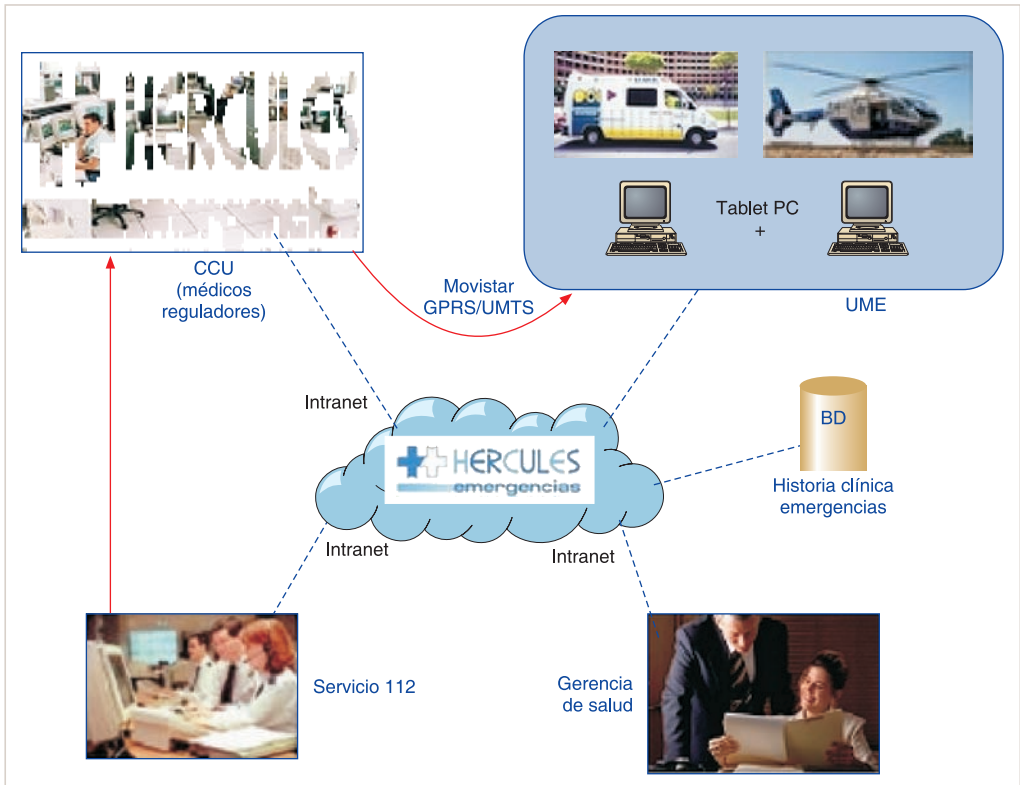 HERCULES
Tablet PC
+
CCU
(médicos
reguladores)
Movistar
GPRS/UMTS
UME
Intranet
HERCULES
emergencias
BD
Historia clínica
emergencias
Intranet
Intranet
Servicio 112
Gerencia
de salud